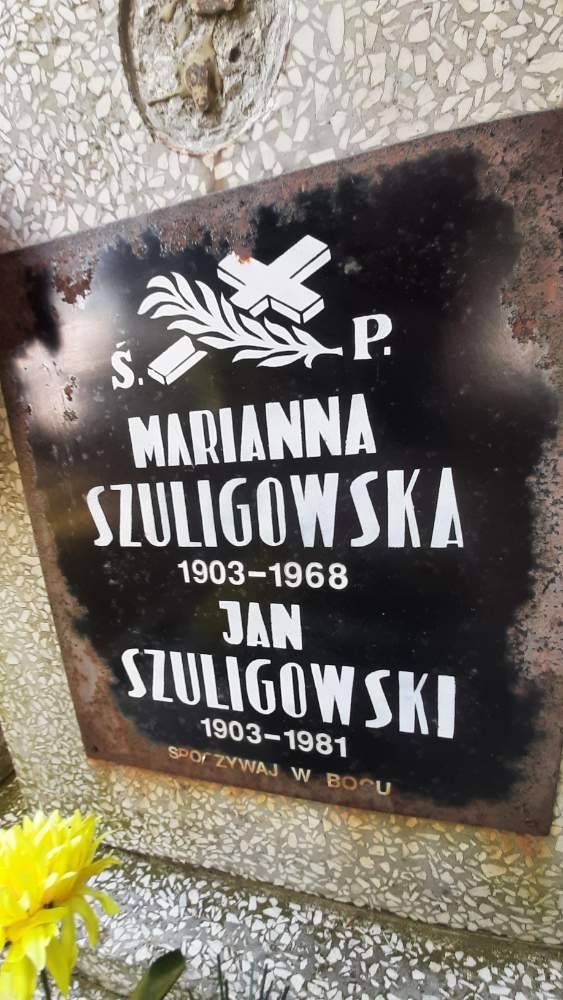 Ś. P.
MARIANNA
SZULIGOWSKA
1903-1968
JAN
SZULIGOWSKI
1903-1981
SPOCZYWAJ W BOGU